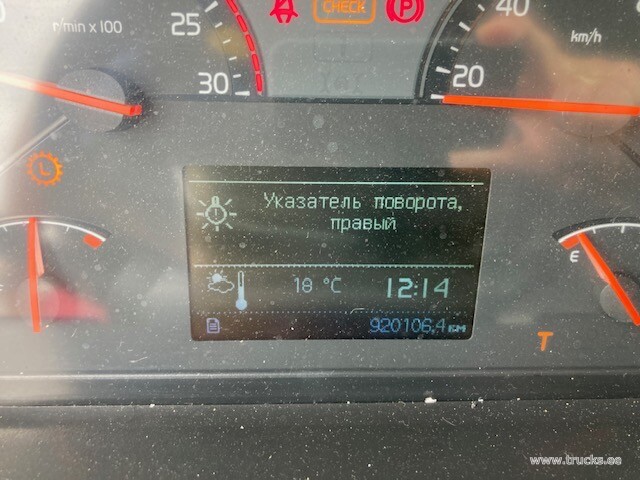 r/min x 100
25
30
CHECK
P
40
km/h
20
L
Указатель поворота,
правый
E
18 °C
12:14
920106,4 км
T
www.trucks.ee